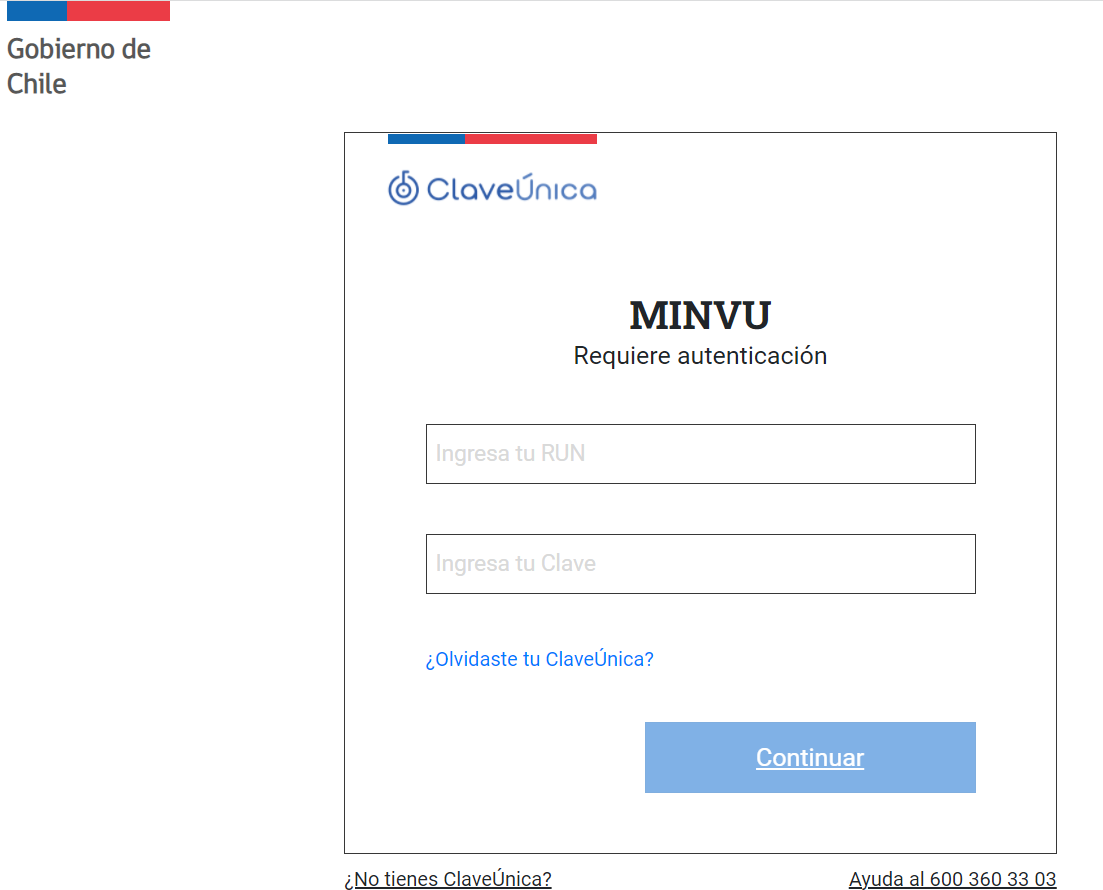 Gobierno de
Chile
ClaveÚnica
MINVU
Requiere autenticación
Ingresa tu RUN
Ingresa tu Clave
¿Olvidaste tu ClaveÚnica?
Continuar
¿No tienes ClaveÚnica?
Ayuda al 600 360 33 03